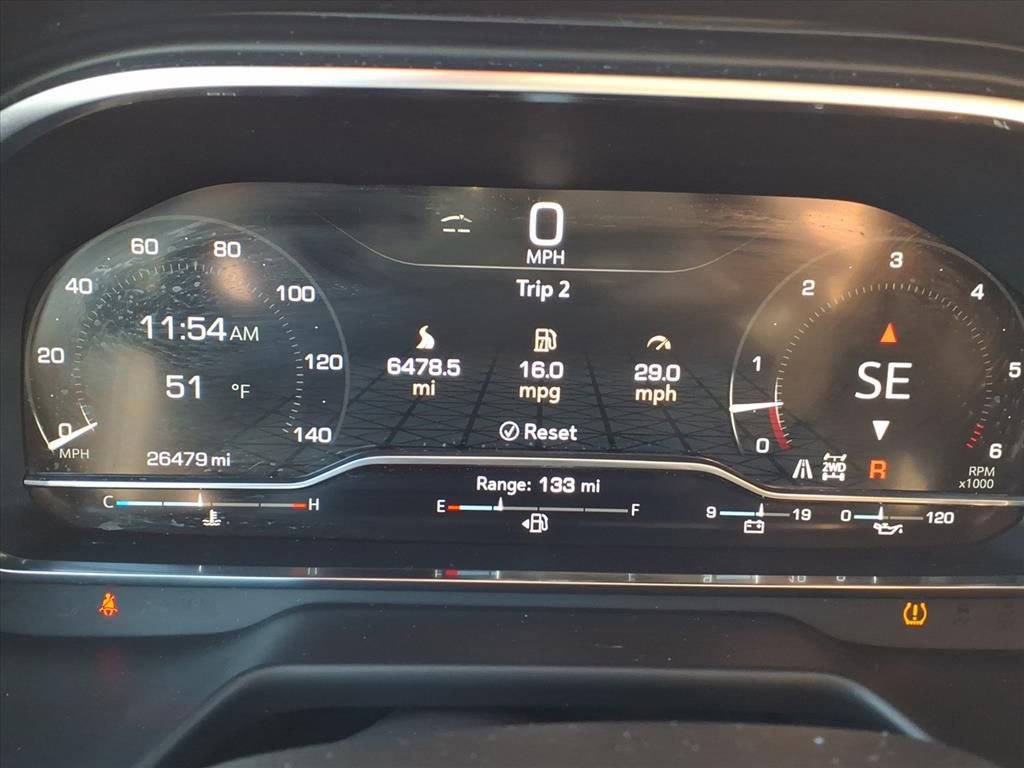 0
MPH
Trip 2
6478.5 mi
16.0 mpg
29.0 mph
Reset
0 20 40 60 80 100 120 140
MPH
11:54 AM
51 °F
26479 mi
0 1 2 3 4 5 6
SE
2WD
R
RPM
x1000
Range: 133 mi
C H
E F
9 19
0 120